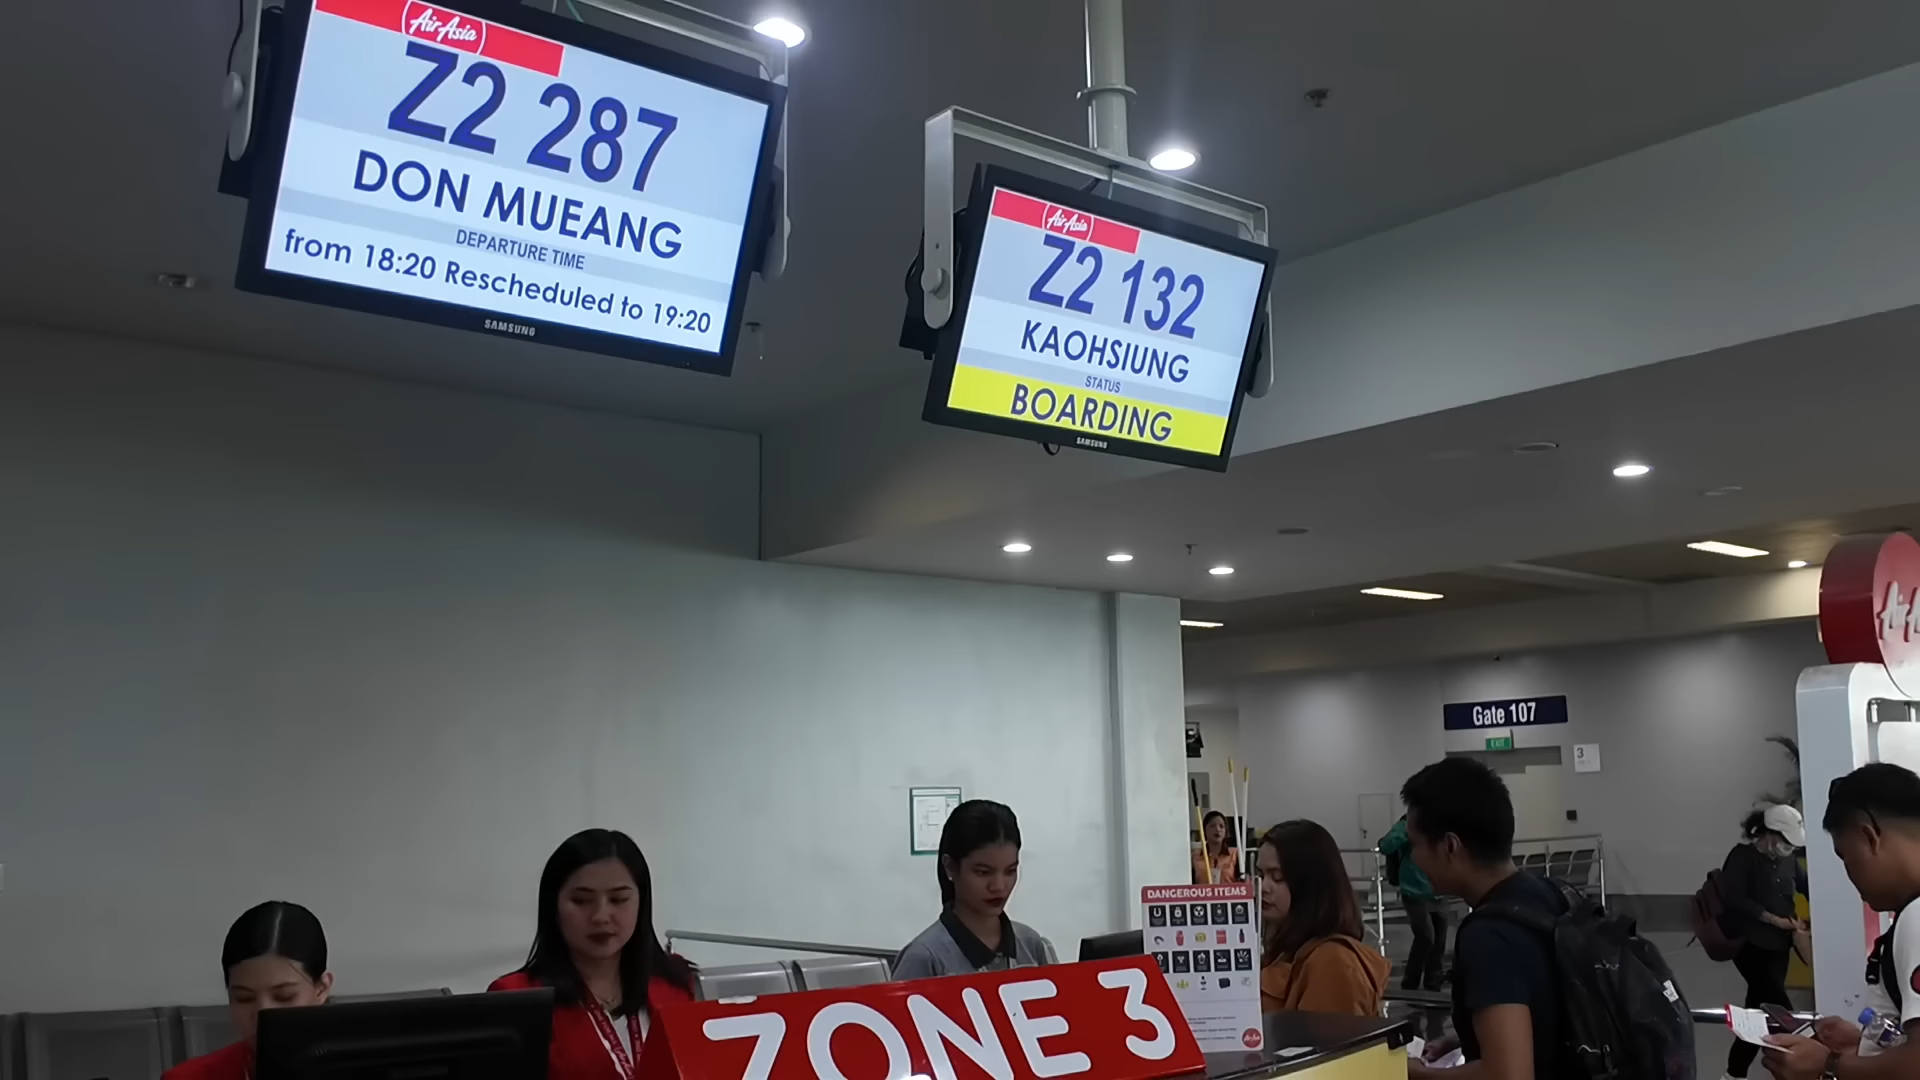 AirAsia
Z2 287
DON MUEANG
DEPARTURE TIME
from 18:20 Rescheduled to 19:20
SAMSUNG
AirAsia
Z2 132
KAOHSIUNG
STATUS
BOARDING
SAMSUNG
Gate 107
EXIT
3
DANGEROUS ITEMS
ZONE 3